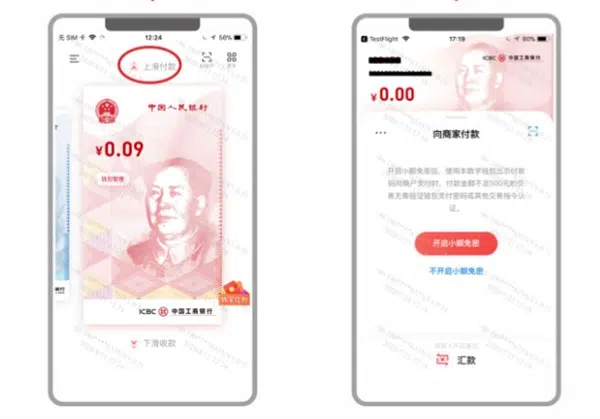 无 SIM 卡
12:24
56%
上滑付款
中国人民银行
¥0.09
钱包管理
ICBC 中国工商银行
下滑收款
TestFlight
17:19
80%
ICBC 中国工商银行
¥0.00
向商家付款
开启小额免密后，使用本数字钱包出示付款
码向商户支付时，付款金额不足500元的交
易无需验证钱包支付密码或其他交易指令认
证。
开启小额免密
不开启小额免密
汇款